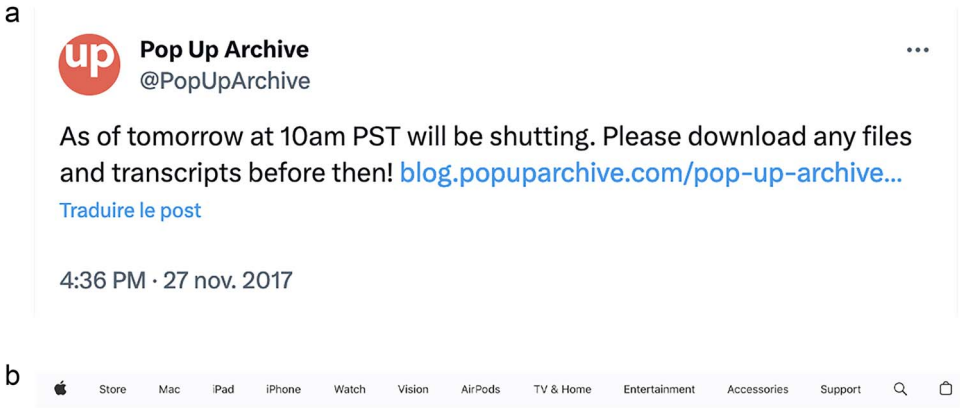 a
up
Pop Up Archive
@PopUpArchive
As of tomorrow at 10am PST will be shutting. Please download any files
and transcripts before then! blog.popuparchive.com/pop-up-archive...
Traduire le post
4:36 PM · 27 nov. 2017
b
Store Mac iPad iPhone Watch Vision AirPods TV & Home Entertainment Accessories Support